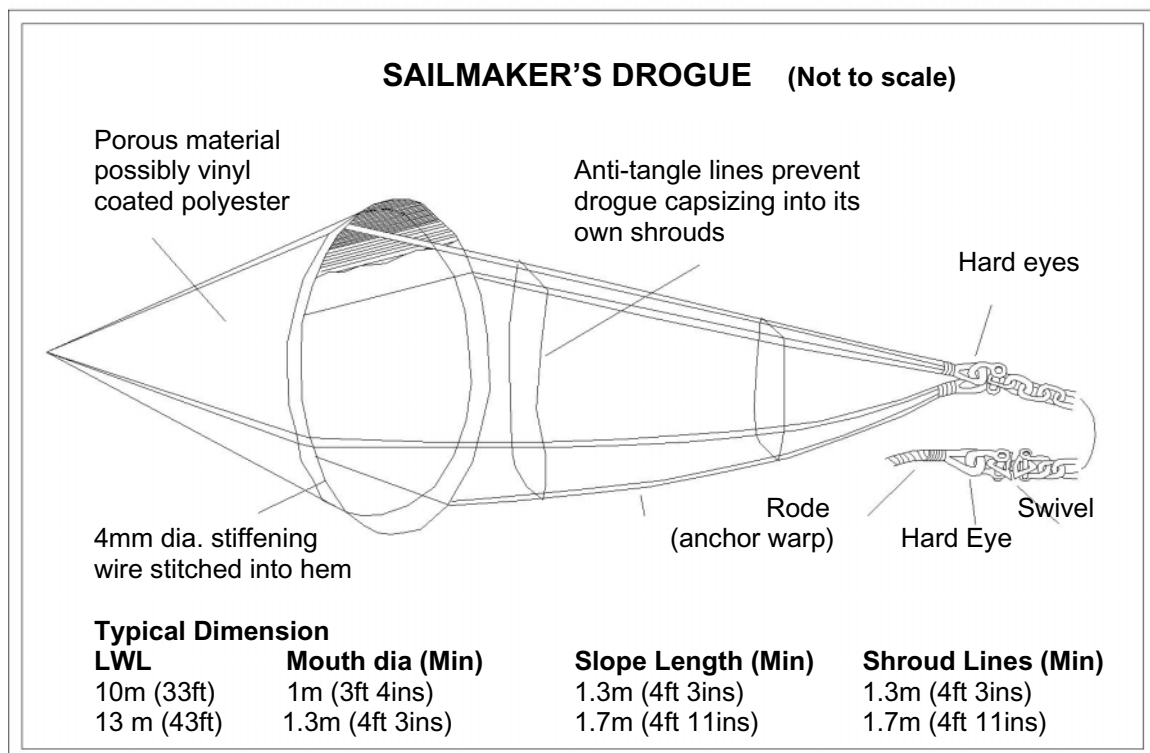 SAILMAKER'S DROGUE (Not to scale)
Porous material
possibly vinyl
coated polyester
Anti-tangle lines prevent
drogue capsizing into its
own shrouds
Hard eyes
4mm dia. stiffening
wire stitched into hem
Rode
(anchor warp)
Hard Eye
Swivel
Typical Dimension
LWL Mouth dia (Min) Slope Length (Min) Shroud Lines (Min)
10m (33ft) 1m (3ft 4ins) 1.3m (4ft 3ins) 1.3m (4ft 3ins)
13 m (43ft) 1.3m (4ft 3ins) 1.7m (4ft 11ins) 1.7m (4ft 11ins)